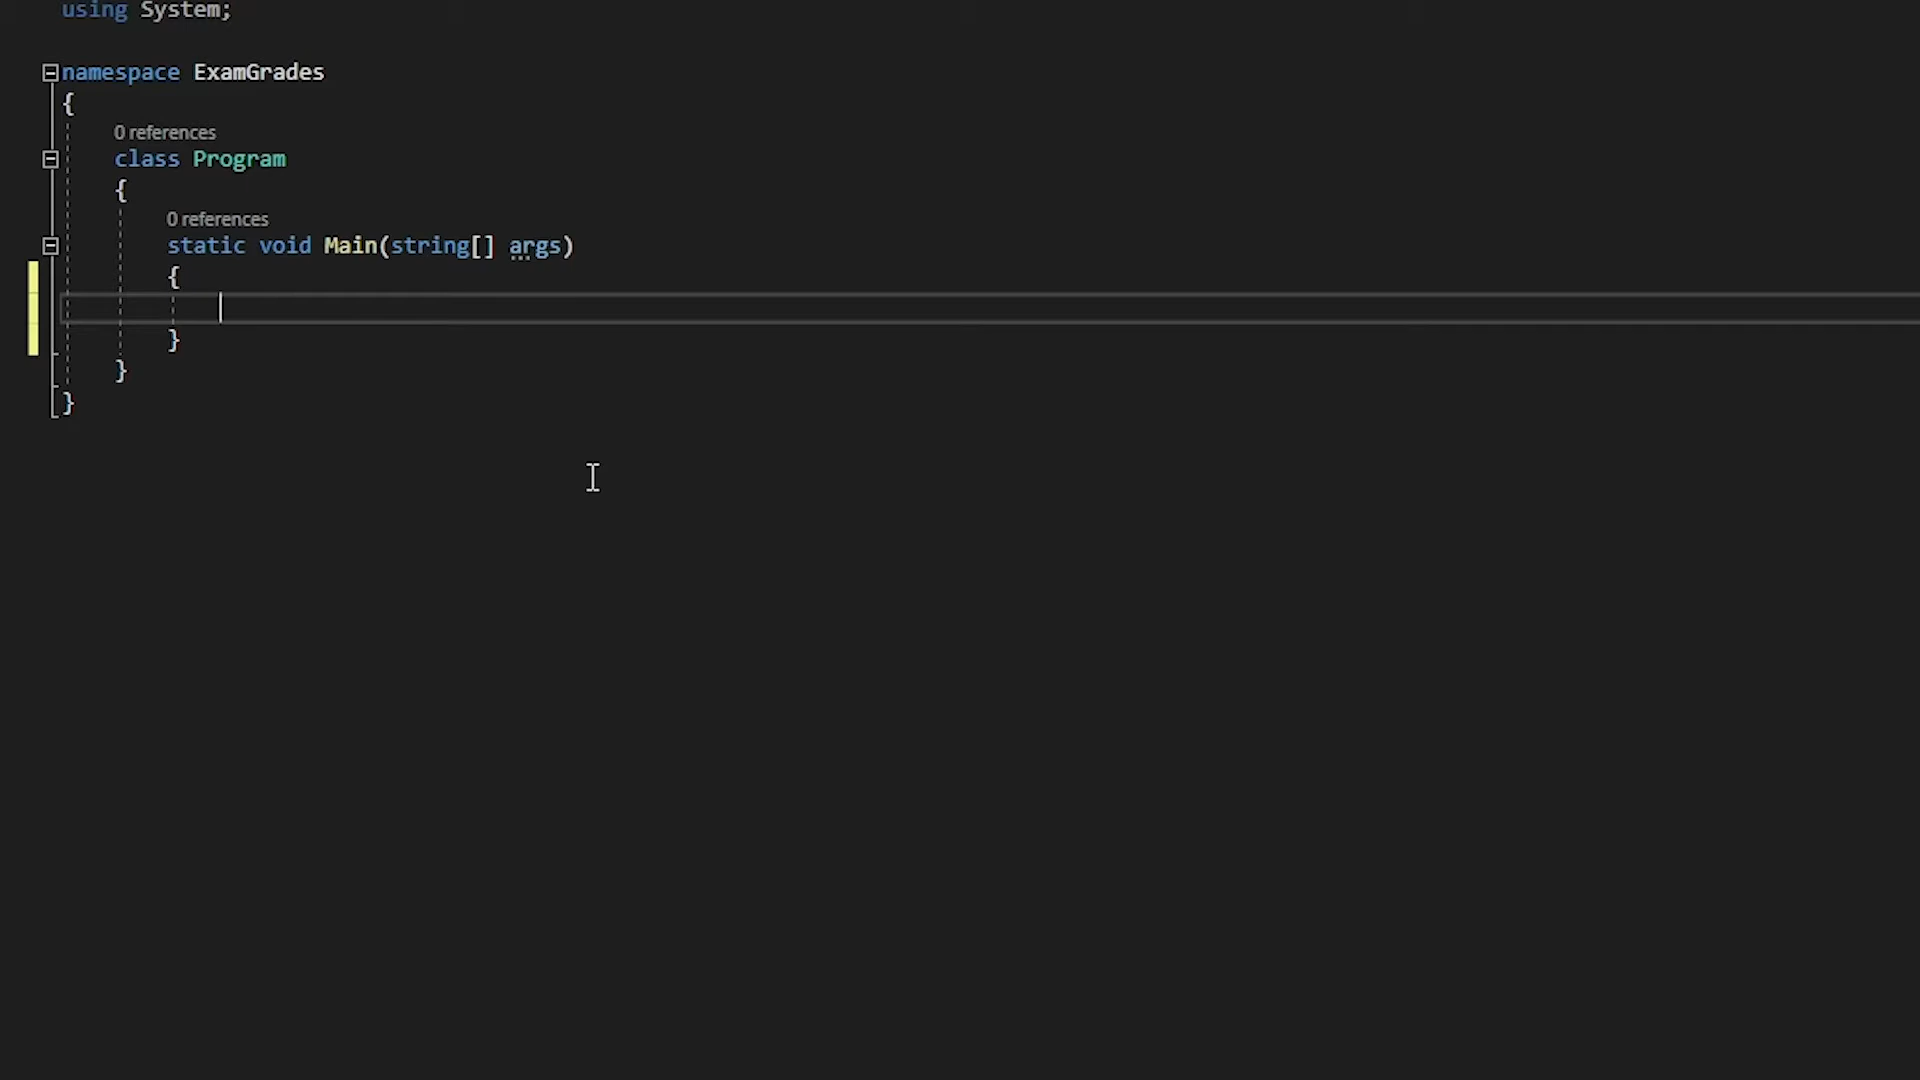 using System;
namespace ExamGrades
{
0 references
class Program
{
0 references
static void Main(string[] args)
{
}
}
}